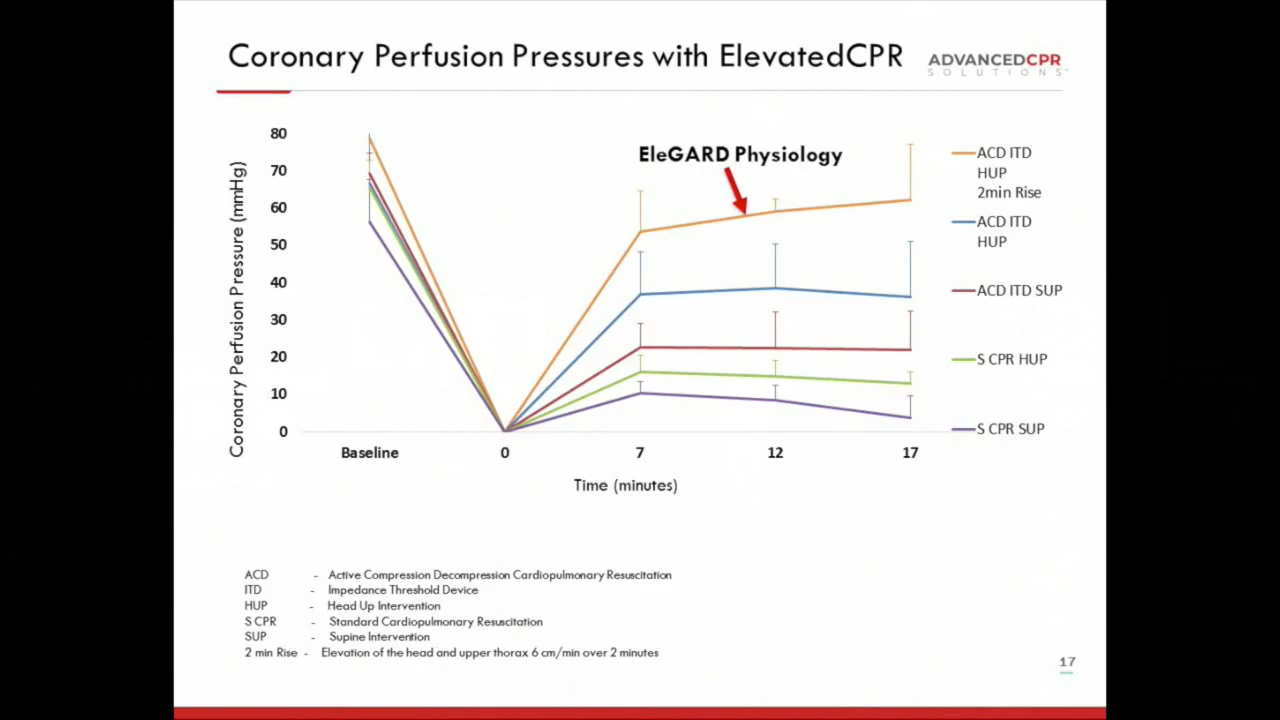 Coronary Perfusion Pressures with ElevatedCPR
ADVANCEDCPR
SOLUTIONS™
EleGARD Physiology
Coronary Perfusion Pressure (mmHg)
80
70
60
50
40
30
20
10
0
Baseline 0 7 12 17
Time (minutes)
ACD ITD
HUP
2min Rise
ACD ITD
HUP
ACD ITD SUP
S CPR HUP
S CPR SUP
ACD - Active Compression Decompression Cardiopulmonary Resuscitation
ITD - Impedance Threshold Device
HUP - Head Up Intervention
S CPR - Standard Cardiopulmonary Resuscitation
SUP - Supine Intervention
2 min Rise - Elevation of the head and upper thorax 6 cm/min over 2 minutes
17